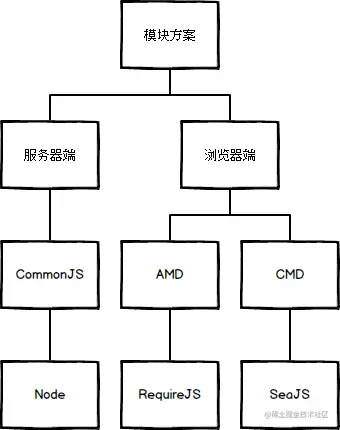 模块方案
服务器端
浏览器端
CommonJS
AMD
CMD
Node
RequireJS
SeaJS
@稀土掘金技术社区